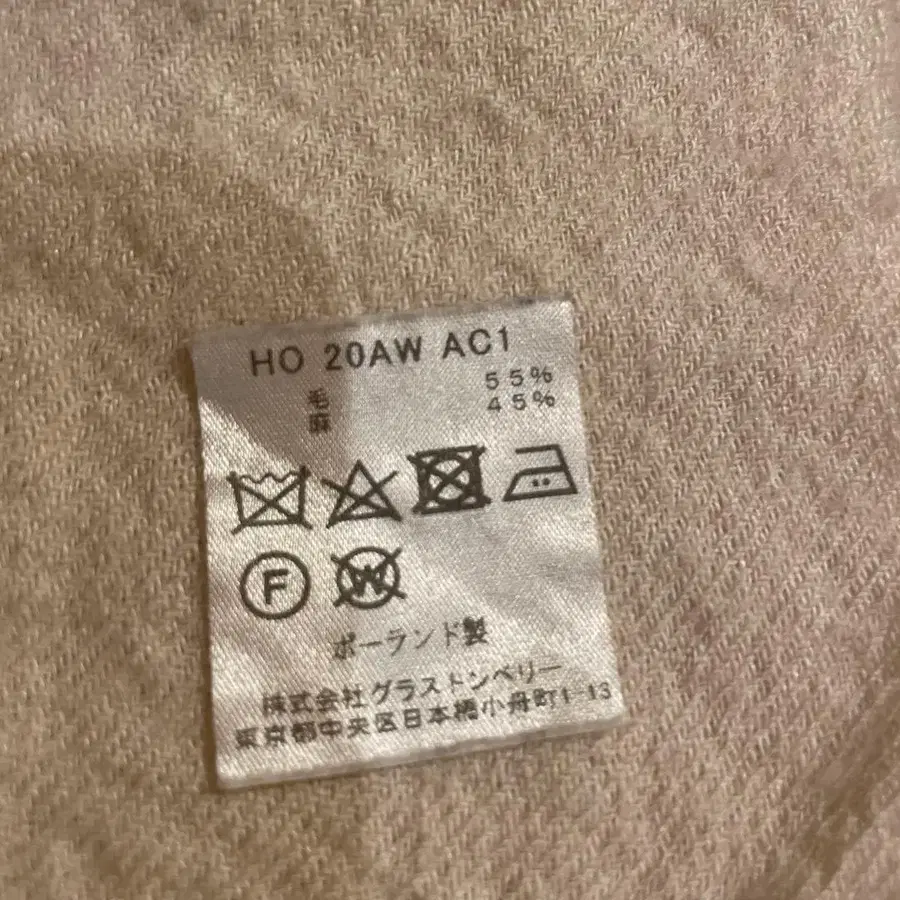 HO 20AW AC1
毛 55%
麻 45%
F
W
ポーランド製
株式会社グラストンベリー
東京都中央区日本橋小舟町1-13